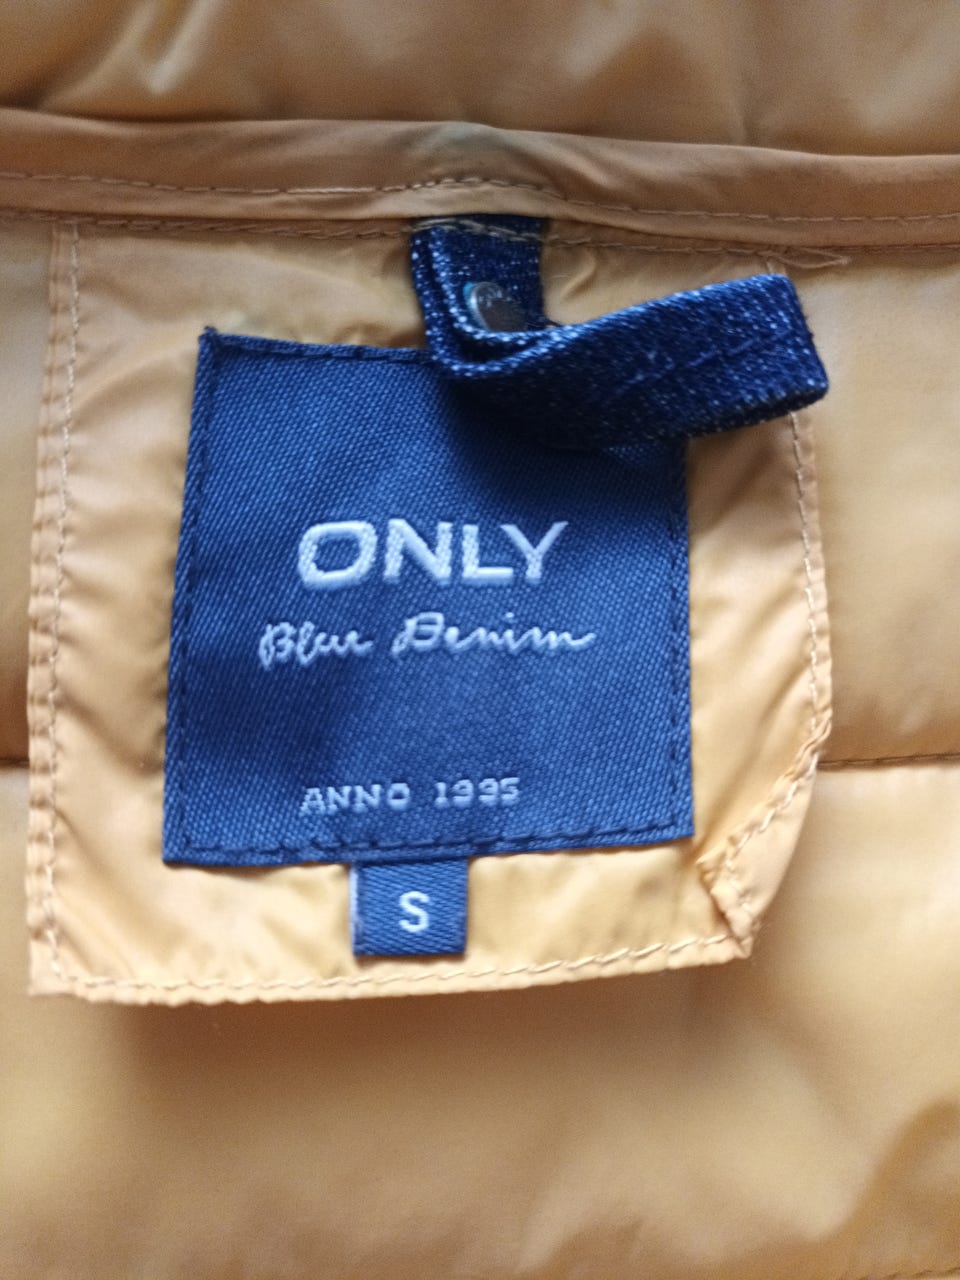 ONLY
Blue Denim
ANNO 1995
S